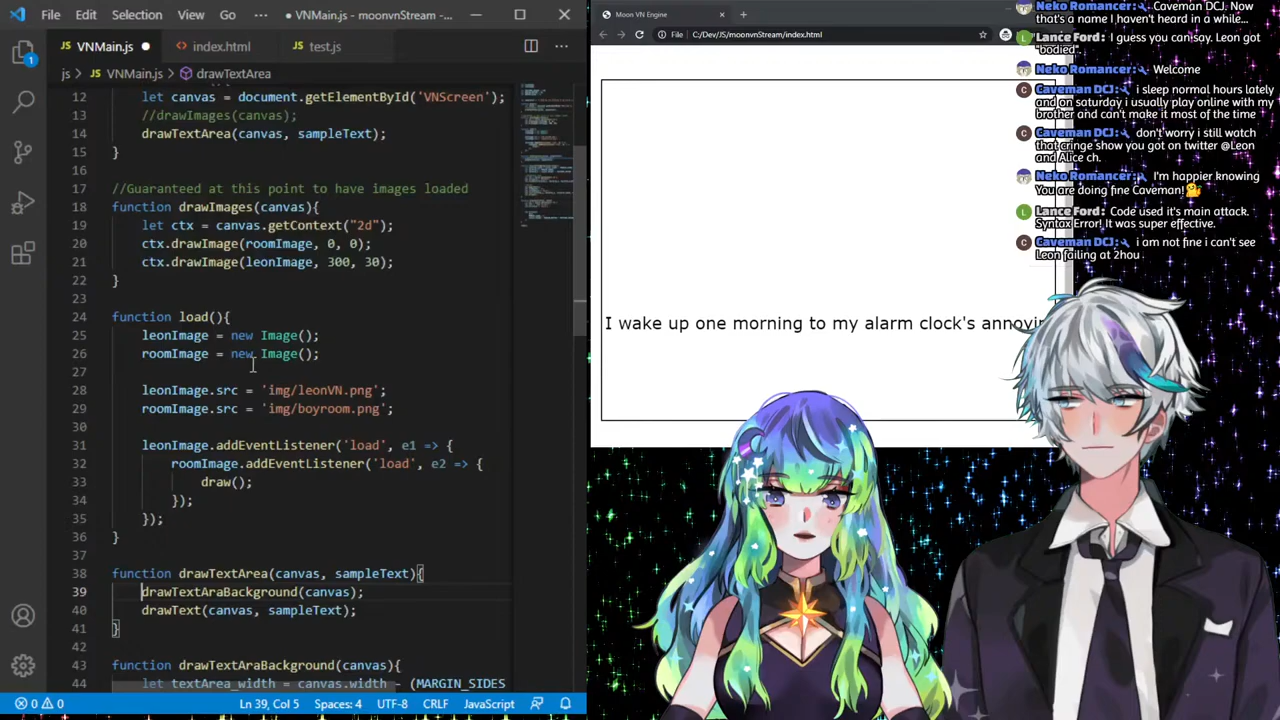 File Edit Selection View Go ··· ● VNMain.js - moonvnStream - ...
JS VNMain.js ● <> index.html JS test.js
js > JS VNMain.js > drawTextArea
12 let canvas = document.getElementById('VNScreen');
13 //drawImages(canvas);
14 drawTextArea(canvas, sampleText);
15 }
16
17 //Guaranteed at this point to have images loaded
18 function drawImages(canvas){
19 let ctx = canvas.getContext("2d");
20 ctx.drawImage(roomImage, 0, 0);
21 ctx.drawImage(leonImage, 300, 30);
22 }
23
24 function load(){
25 leonImage = new Image();
26 roomImage = new Image();
27
28 leonImage.src = 'img/leonVN.png';
29 roomImage.src = 'img/boyroom.png';
30
31 leonImage.addEventListener('load', e1 => {
32 roomImage.addEventListener('load', e2 => {
33 draw();
34 });
35 });
36 }
37
38 function drawTextArea(canvas, sampleText){
39 drawTextAraBackground(canvas);
40 drawText(canvas, sampleText);
41 }
42
43 function drawTextAraBackground(canvas){
44 let textArea_width = canvas.width - (MARGIN_SIDES
1
0 0 Ln 39, Col 5 Spaces: 4 UTF-8 CRLF JavaScript
Moon VN Engine
File C:/Dev/JS/moonvnStream/index.html
I wake up one morning to my alarm clock's annoyin
Neko Romancer: Caveman DCJ. Now
that's a name I haven't heard in a while...
Lance Ford: I guess you can say. Leon got
"bodied".
Neko Romancer: Welcome
Caveman DCJ: i sleep normal hours lately
and on saturday i usually play online with my
brother and can't make it most of the time
Caveman DCJ: don't worry i still watch
that cringe show you got on twitter @Leon
and Alice ch.
Neko Romancer: I'm happier knowing
You are doing fine Caveman!
Lance Ford: Code used it's main attack.
Syntax Error! It was super effective.
Caveman DCJ: i am not fine i can't see
Leon failing at 2hou